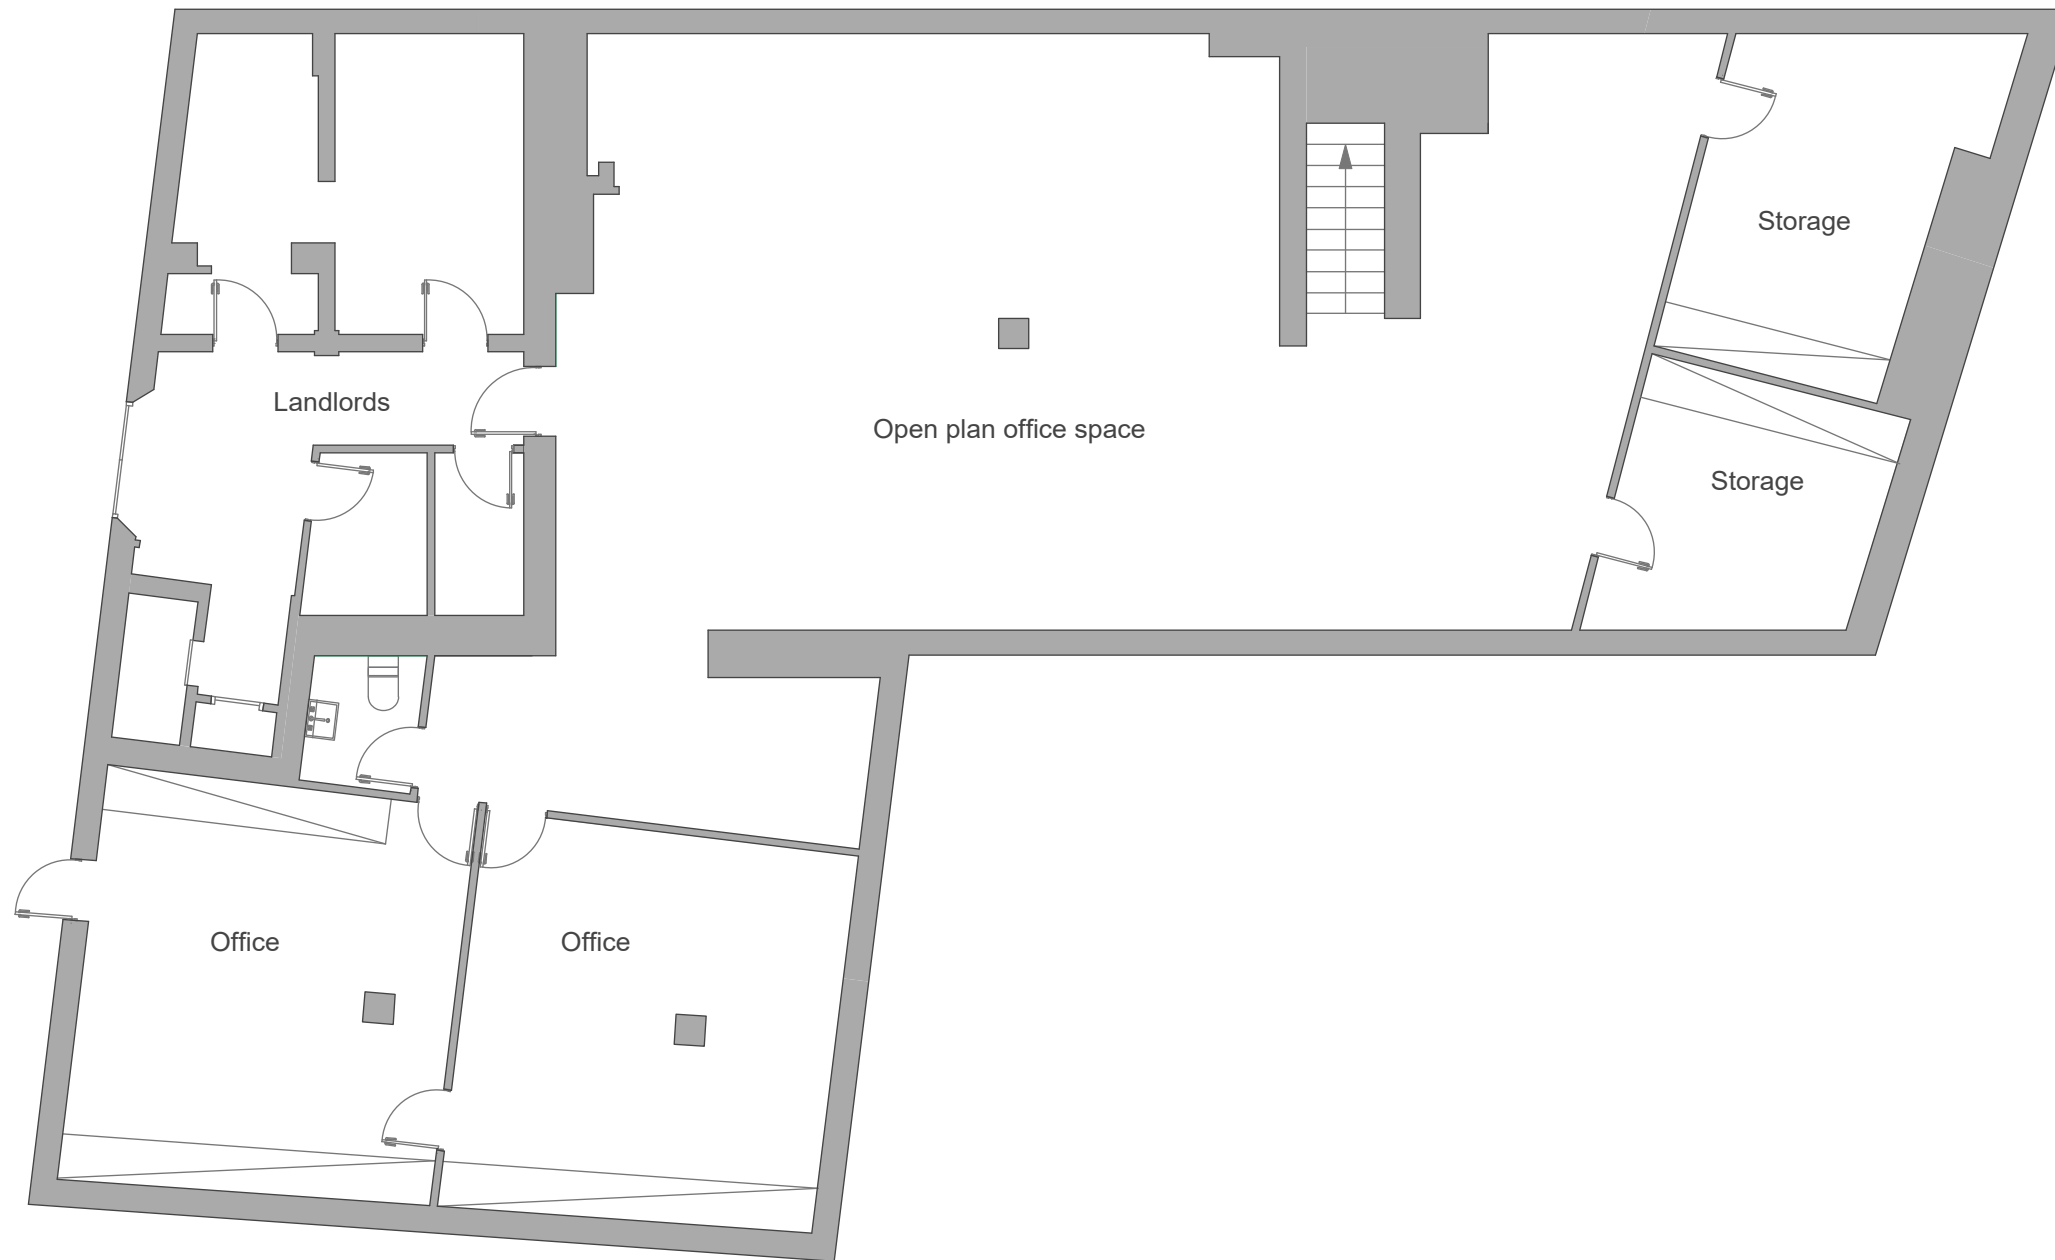 Storage
Landlords
Open plan office space
Storage
Office
Office